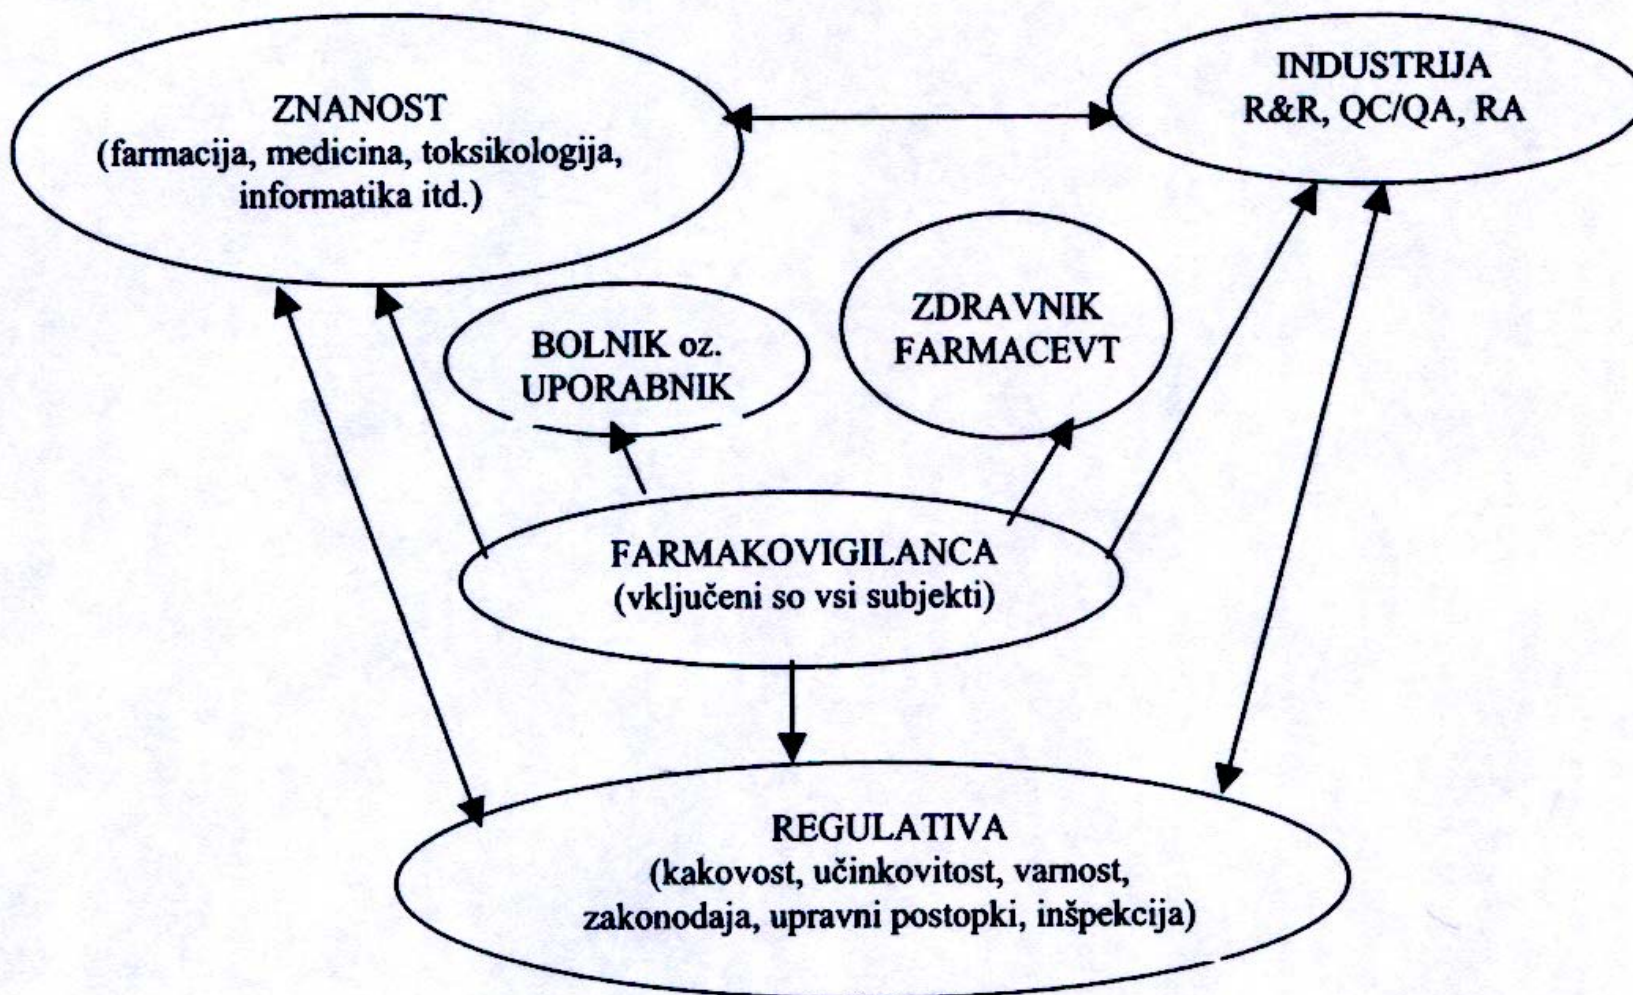 ZNANOST
(farmacija, medicina, toksikologija,
informatika itd.)
INDUSTRIJA
R&R, QC/QA, RA
BOLNIK oz.
UPORABNIK
ZDRAVNIK
FARMACEVT
FARMAKOVIGILANCA
(vključeni so vsi subjekti)
REGULATIVA
(kakovost, učinkovitost, varnost,
zakonodaja, upravni postopki, inšpekcija)